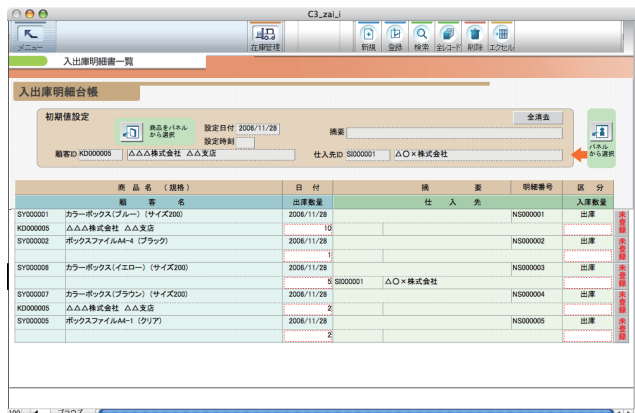 C3_zai_i
メニュー
在庫管理
新規 登録 検索 全レコード 削除 エクセル
入出庫明細書一覧
入出庫明細台帳
初期値設定
商品をパネルから選択
設定日付 2006/11/28
設定時刻
摘要
全消去
パネルから選択
顧客ID KD000005 △△△株式会社 △△支店
仕入先ID SI000001 △○×株式会社
商 品 名 (規格) 日 付 摘 要 明細番号 区 分
顧 客 名 出庫数量 仕 入 先 入庫数量
SY000001 カラーボックス(ブルー) (サイズ200) 2006/11/28 NS000001 出庫 未登録
KD000005 △△△株式会社 △△支店 10
SY000002 ボックスファイルA4-4 (ブラック) 2006/11/28 NS000002 出庫 未登録
1
SY000006 カラーボックス(イエロー) (サイズ200) 2006/11/28 NS000003 出庫 未登録
5 SI000001 △○×株式会社
SY000007 カラーボックス(ブラウン) (サイズ200) 2006/11/28 NS000004 出庫 未登録
KD000005 △△△株式会社 △△支店 2
SY000005 ボックスファイルA4-1 (クリア) 2006/11/28 NS000005 出庫 未登録
2
100 ブラウズ